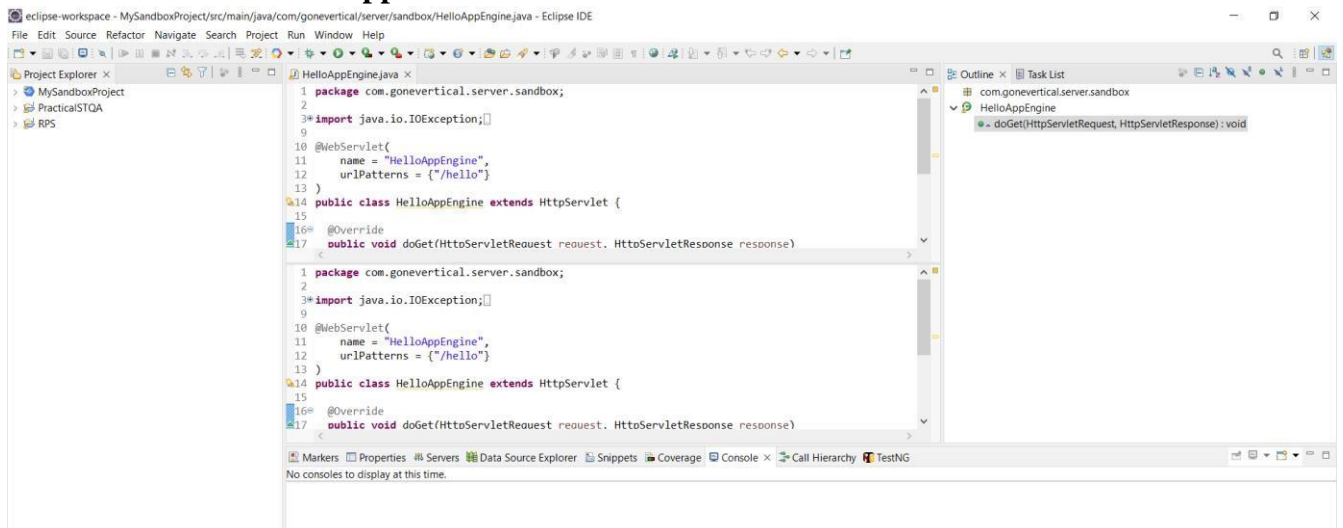 App
eclipse-workspace - MySandboxProject/src/main/java/com/gonevertical/server/sandbox/HelloAppEngine.java - Eclipse IDE
File Edit Source Refactor Navigate Search Project Run Window Help
Project Explorer
MySandboxProject
PracticalSTQA
RPS
HelloAppEngine.java
1 package com.gonevertical.server.sandbox;
2
3 import java.io.IOException;
9
10 @WebServlet(
11 name = "HelloAppEngine",
12 urlPatterns = {"/hello"}
13 )
14 public class HelloAppEngine extends HttpServlet {
15
16 @Override
17 public void doGet(HttpServletRequest request, HttpServletResponse response)
1 package com.gonevertical.server.sandbox;
2
3 import java.io.IOException;
9
10 @WebServlet(
11 name = "HelloAppEngine",
12 urlPatterns = {"/hello"}
13 )
14 public class HelloAppEngine extends HttpServlet {
15
16 @Override
17 public void doGet(HttpServletRequest request, HttpServletResponse response)
Outline Task List
com.gonevertical.server.sandbox
HelloAppEngine
doGet(HttpServletRequest, HttpServletResponse) : void
Markers Properties Servers Data Source Explorer Snippets Coverage Console Call Hierarchy TestNG
No consoles to display at this time.